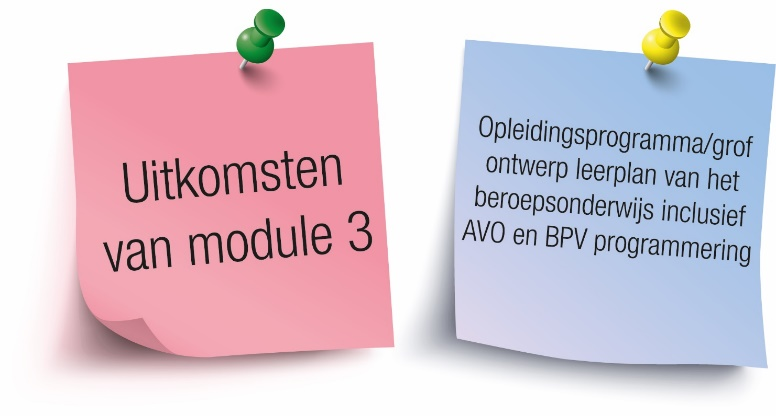 Uitkomsten
van module 3
Opleidingsprogramma/grof
ontwerp leerplan van het
beroepsonderwijs inclusief
AVO en BPV programmering